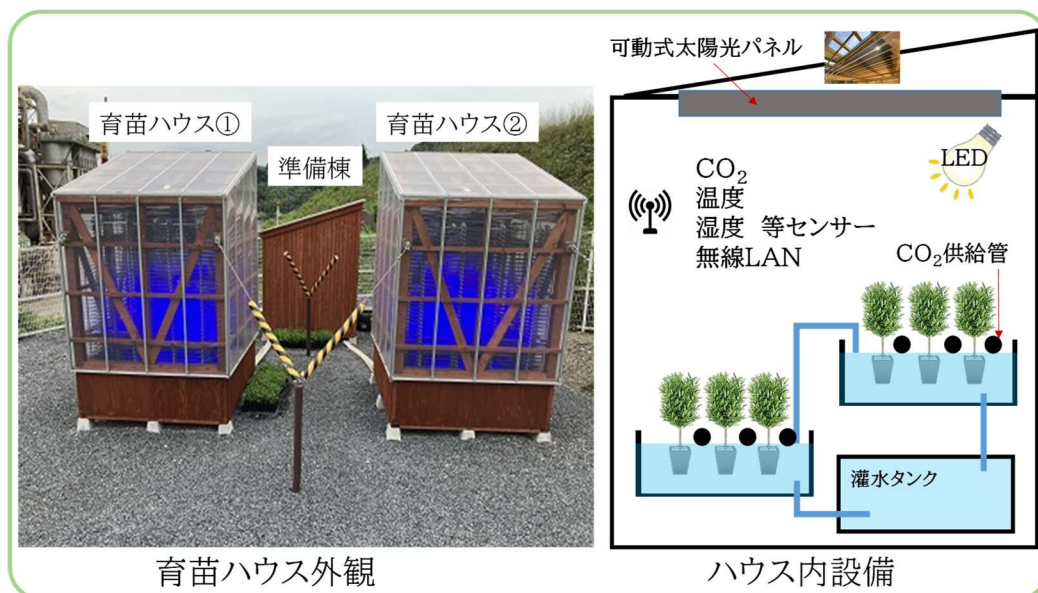 育苗ハウス①
育苗ハウス②
準備棟
育苗ハウス外観
可動式太陽光パネル
LED
CO₂
温度
湿度 等センサー
無線LAN
CO₂供給管
灌水タンク
ハウス内設備